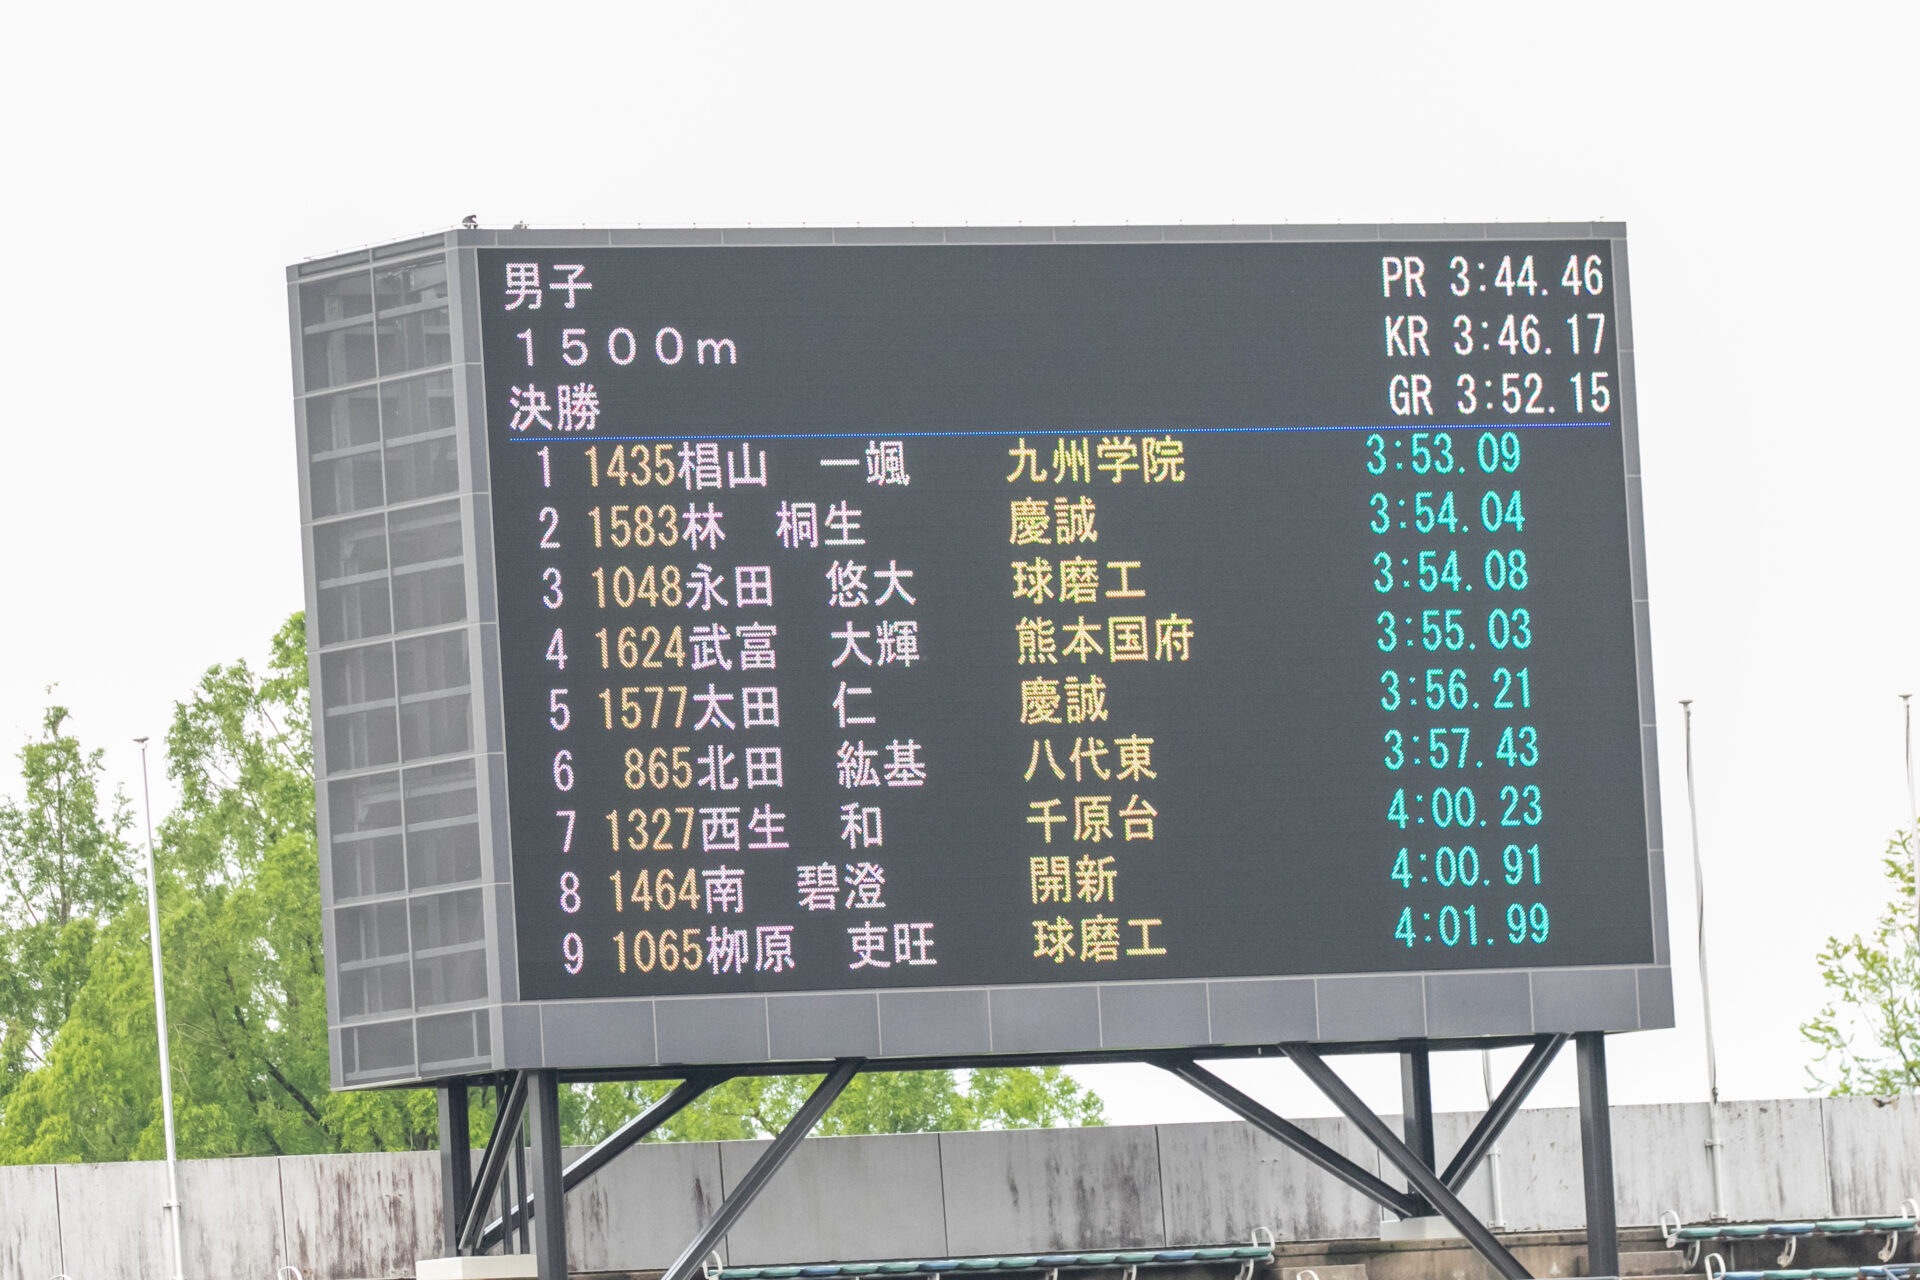 男子
PR 3:44.46
１５００ｍ
KR 3:46.17
決勝
GR 3:52.15
1 1435椙山　一颯 九州学院 3:53.09
2 1583林　桐生 慶誠 3:54.04
3 1048永田　悠大 球磨工 3:54.08
4 1624武富　大輝 熊本国府 3:55.03
5 1577太田　仁 慶誠 3:56.21
6 865北田　紘基 八代東 3:57.43
7 1327西生　和 千原台 4:00.23
8 1464南　碧澄 開新 4:00.91
9 1065栁原　吏旺 球磨工 4:01.99